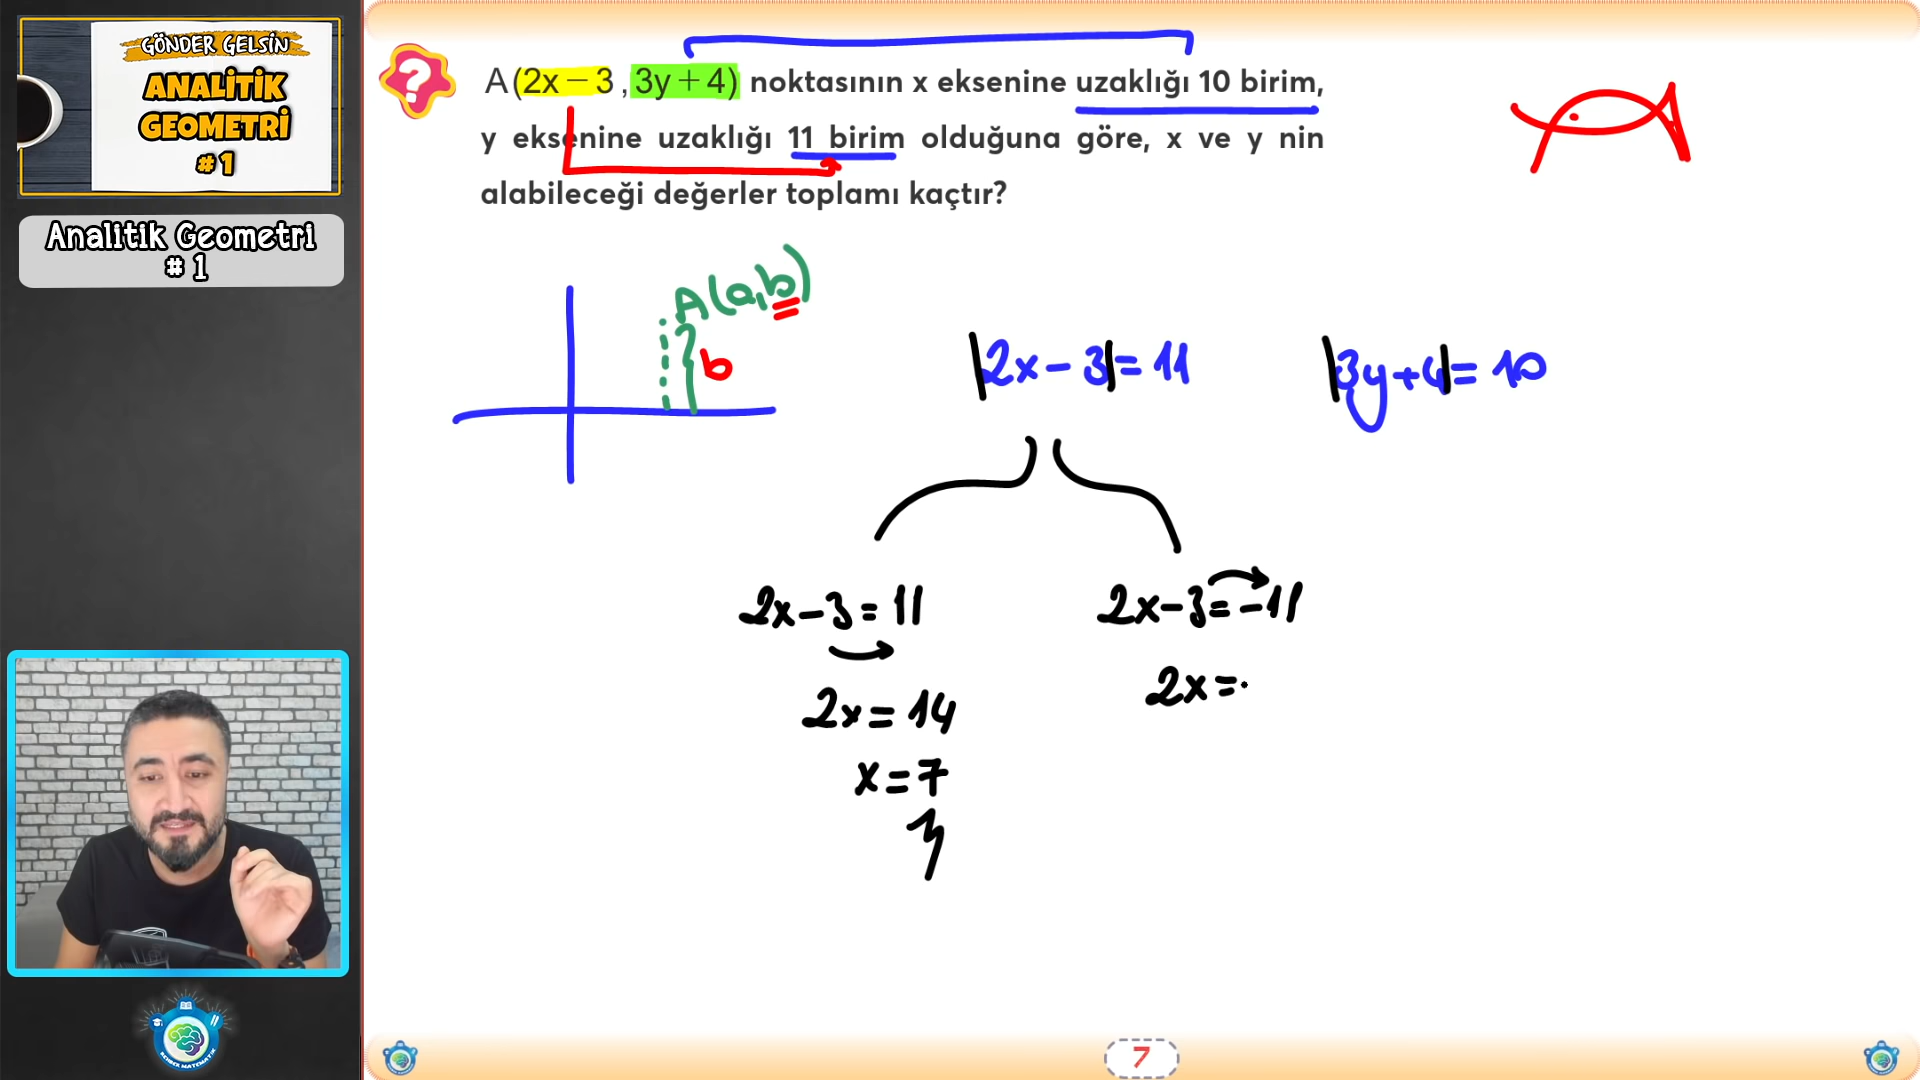 GÖNDER GELSİN
ANALİTİK
GEOMETRİ
#1
Analitik Geometri
#1
A(2x-3,3y+4) noktasının x eksenine uzaklığı 10 birim,
y eksenine uzaklığı 11 birim olduğuna göre, x ve y nin
alabileceği değerler toplamı kaçtır?
A(a,b)
b
|2x-3|=11
|3y+4|=10
2x-3=11
2x=14
x=7
2x-3=-11
2x=
REHBER MATEMATİK
7